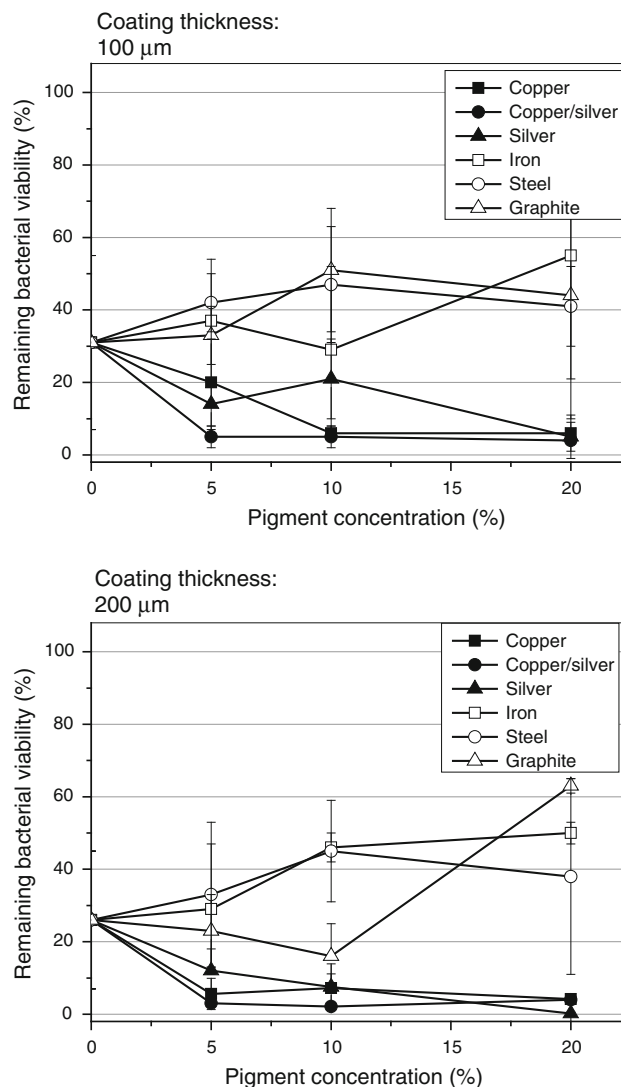 Coating thickness:
100 μm
Remaining bacterial viability (%)
100
80
60
40
20
0
Copper
Copper/silver
Silver
Iron
Steel
Graphite
0
5
10
15
20
Pigment concentration (%)
Coating thickness:
200 μm
Remaining bacterial viability (%)
100
80
60
40
20
0
Copper
Copper/silver
Silver
Iron
Steel
Graphite
0
5
10
15
20
Pigment concentration (%)